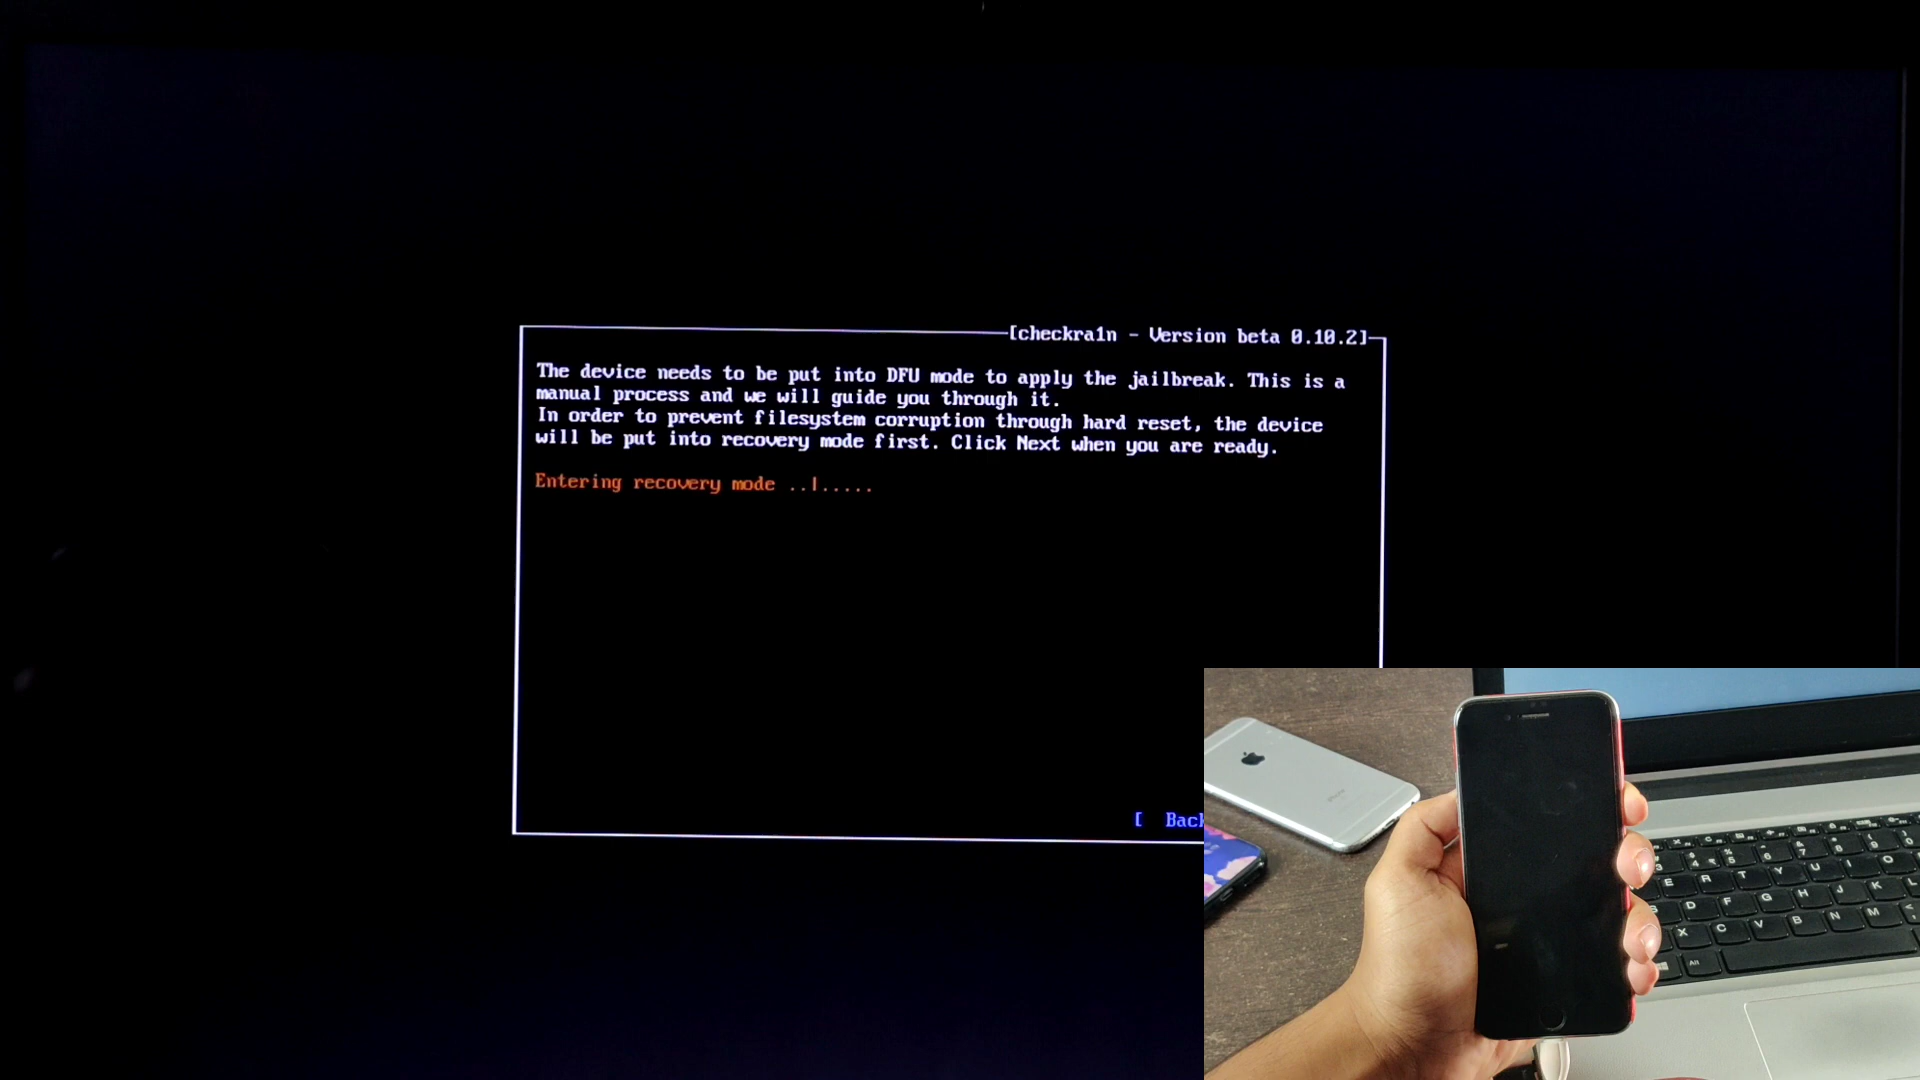 [checkra1n - Version beta 0.10.2]
The device needs to be put into DFU mode to apply the jailbreak. This is a
manual process and we will guide you through it.
In order to prevent filesystem corruption through hard reset, the device
will be put into recovery mode first. Click Next when you are ready.
Entering recovery mode ..|.....
[ Back
E R T Y U I O
S D F G H J K L
X C V B N M
Alt